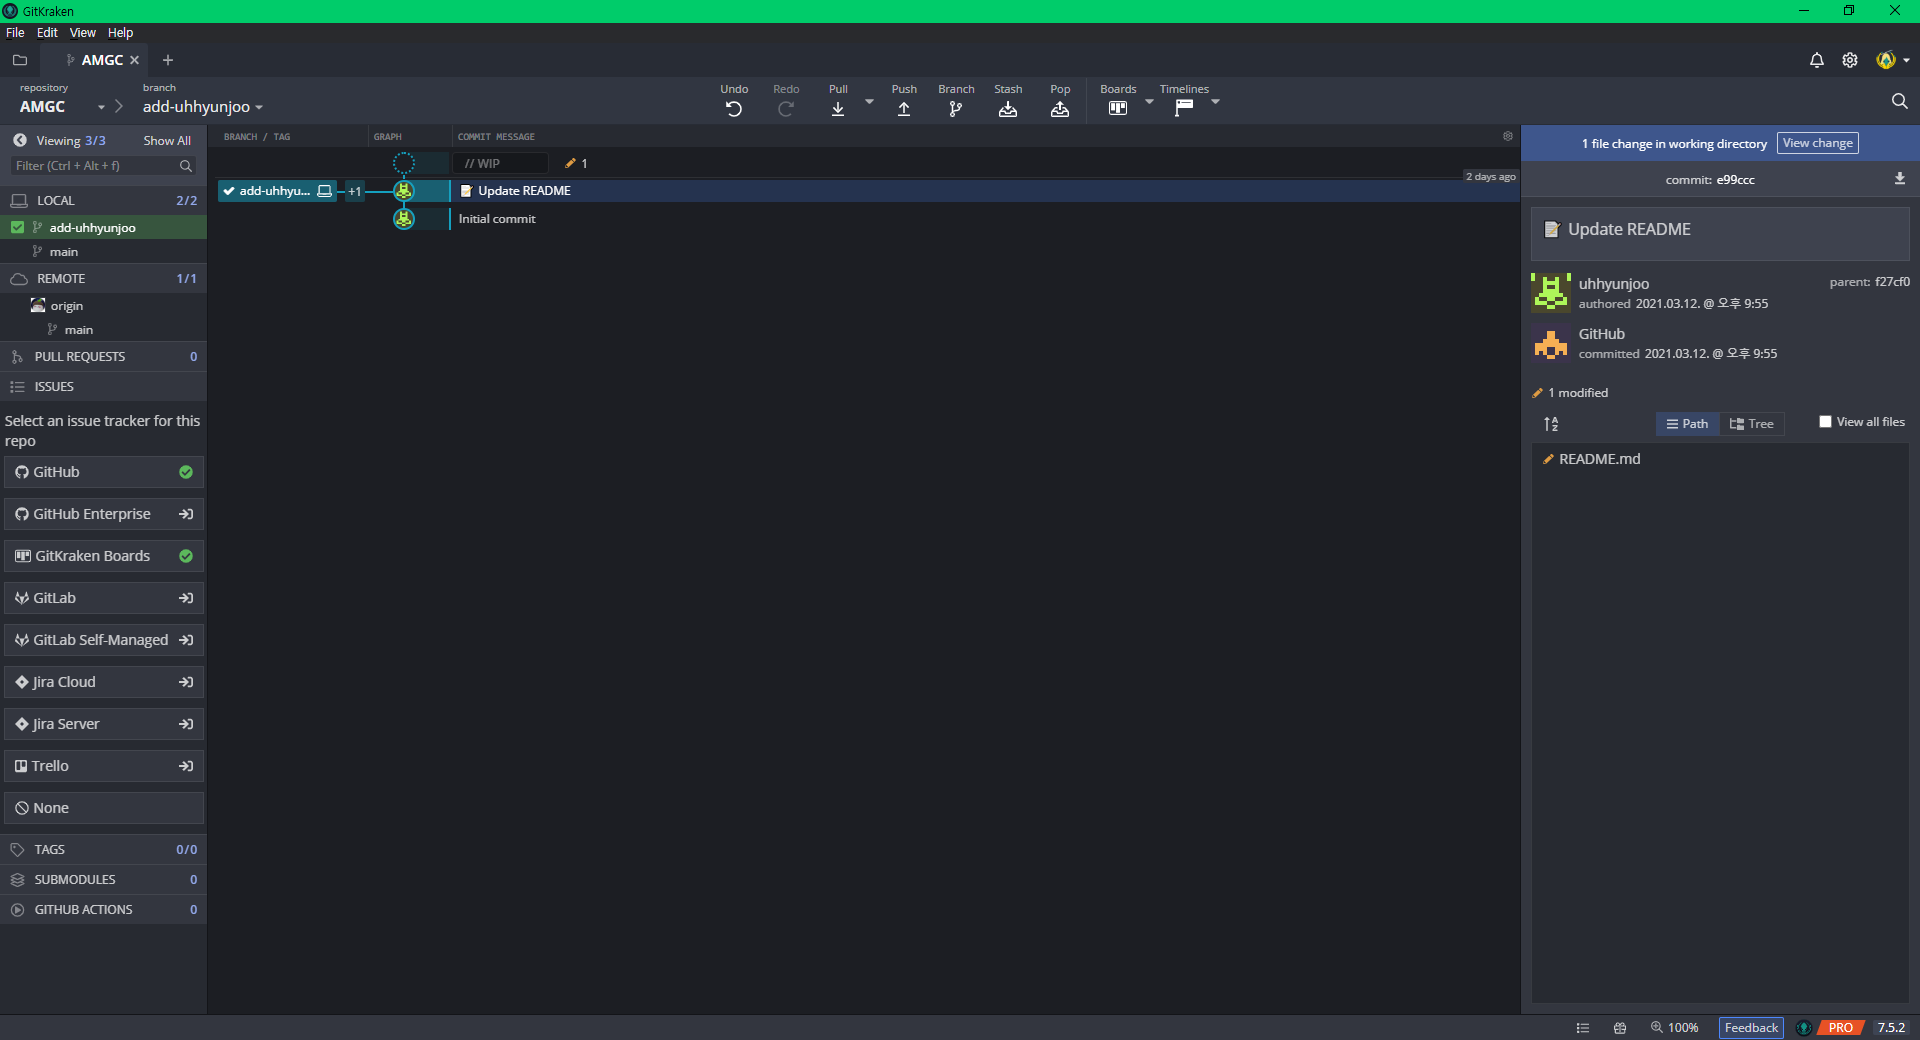 GitKraken
File Edit View Help
AMGC
repository
AMGC
branch
add-uhhyunjoo
Undo
Redo
Pull
Push
Branch
Stash
Pop
Boards
Timelines
Viewing 3/3 Show All
Filter (Ctrl + Alt + f)
LOCAL 2/2
add-uhhyunjoo
main
REMOTE 1/1
origin
main
PULL REQUESTS 0
ISSUES
Select an issue tracker for this
repo
GitHub
GitHub Enterprise
GitKraken Boards
GitLab
GitLab Self-Managed
Jira Cloud
Jira Server
Trello
None
TAGS 0/0
SUBMODULES 0
GITHUB ACTIONS 0
BRANCH / TAG GRAPH COMMIT MESSAGE
// WIP 1
2 days ago
add-uhhyu... +1 Update README
Initial commit
1 file change in working directory View change
commit: e99ccc
Update README
uhhyunjoo parent: f27cf0
authored 2021.03.12. @ 오후 9:55
GitHub
committed 2021.03.12. @ 오후 9:55
1 modified
Path Tree View all files
README.md
100% Feedback PRO 7.5.2